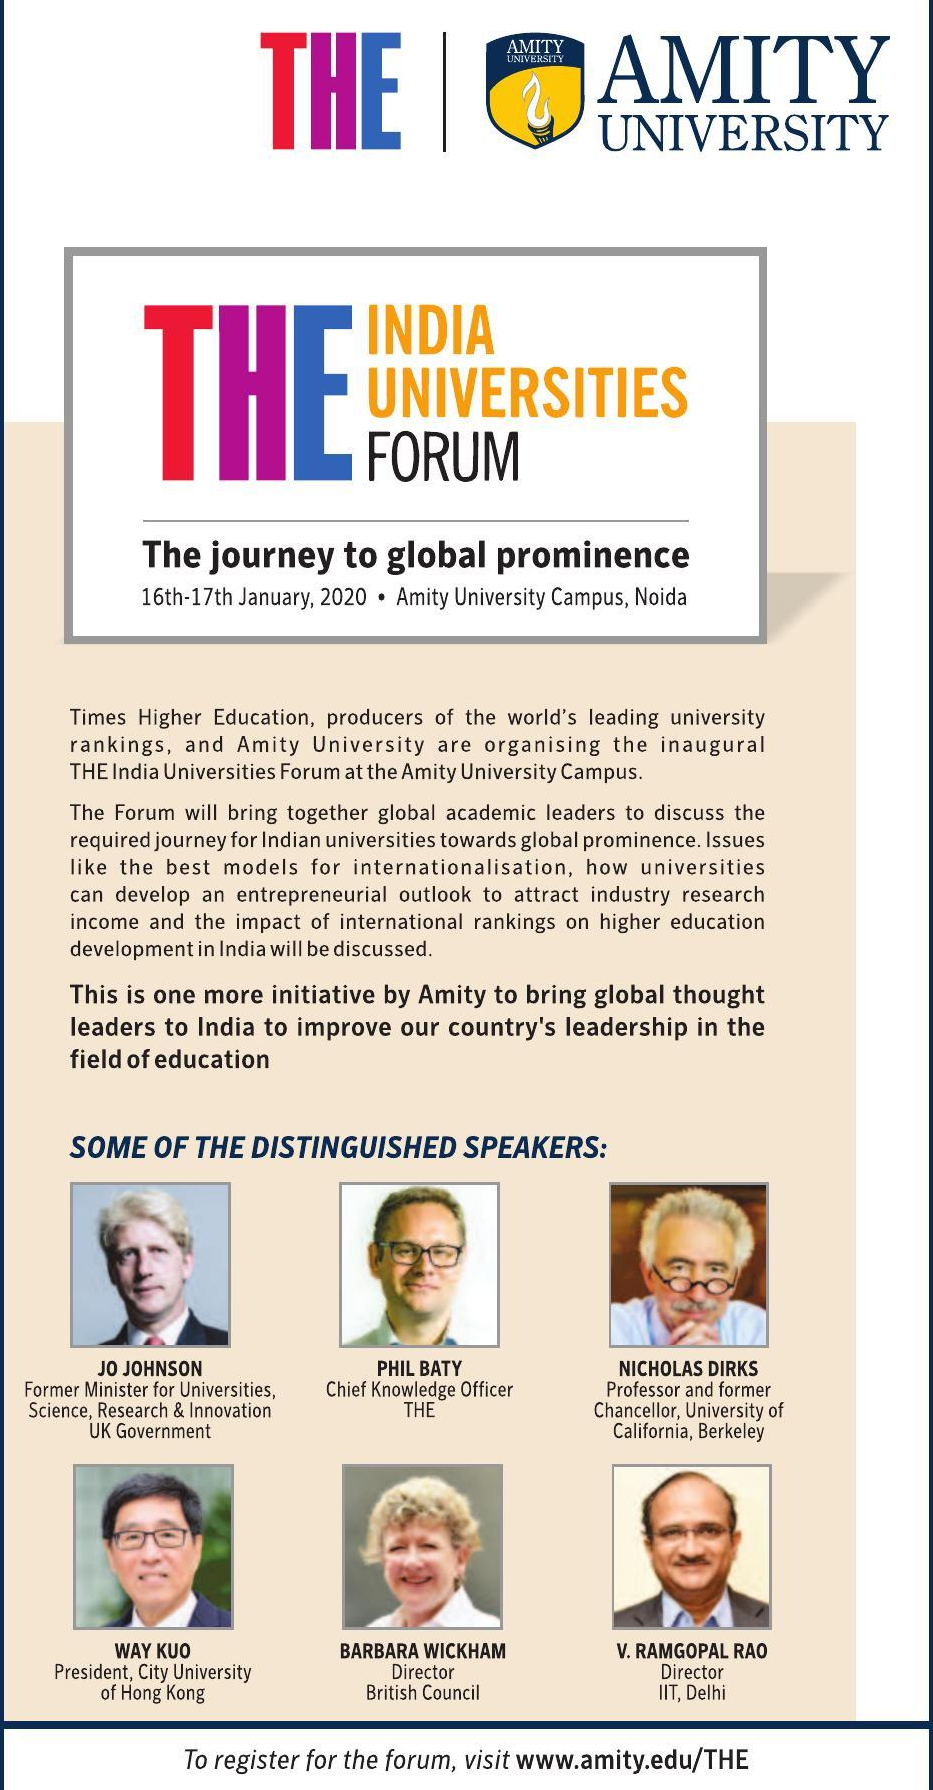 THE
AMITY
UNIVERSITY
AMITY
UNIVERSITY
THE
INDIA
UNIVERSITIES
FORUM
The journey to global prominence
16th-17th January, 2020 • Amity University Campus, Noida
Times Higher Education, producers of the world's leading university
rankings, and Amity University are organising the inaugural
THE India Universities Forum at the Amity University Campus.
The Forum will bring together global academic leaders to discuss the
required journey for Indian universities towards global prominence. Issues
like the best models for internationalisation, how universities
can develop an entrepreneurial outlook to attract industry research
income and the impact of international rankings on higher education
development in India will be discussed.
This is one more initiative by Amity to bring global thought
leaders to India to improve our country's leadership in the
field of education
SOME OF THE DISTINGUISHED SPEAKERS:
JO JOHNSON
Former Minister for Universities,
Science, Research & Innovation
UK Government
PHIL BATY
Chief Knowledge Officer
THE
NICHOLAS DIRKS
Professor and former
Chancellor, University of
California, Berkeley
WAY KUO
President, City University
of Hong Kong
BARBARA WICKHAM
Director
British Council
V. RAMGOPAL RAO
Director
IIT, Delhi
To register for the forum, visit www.amity.edu/THE